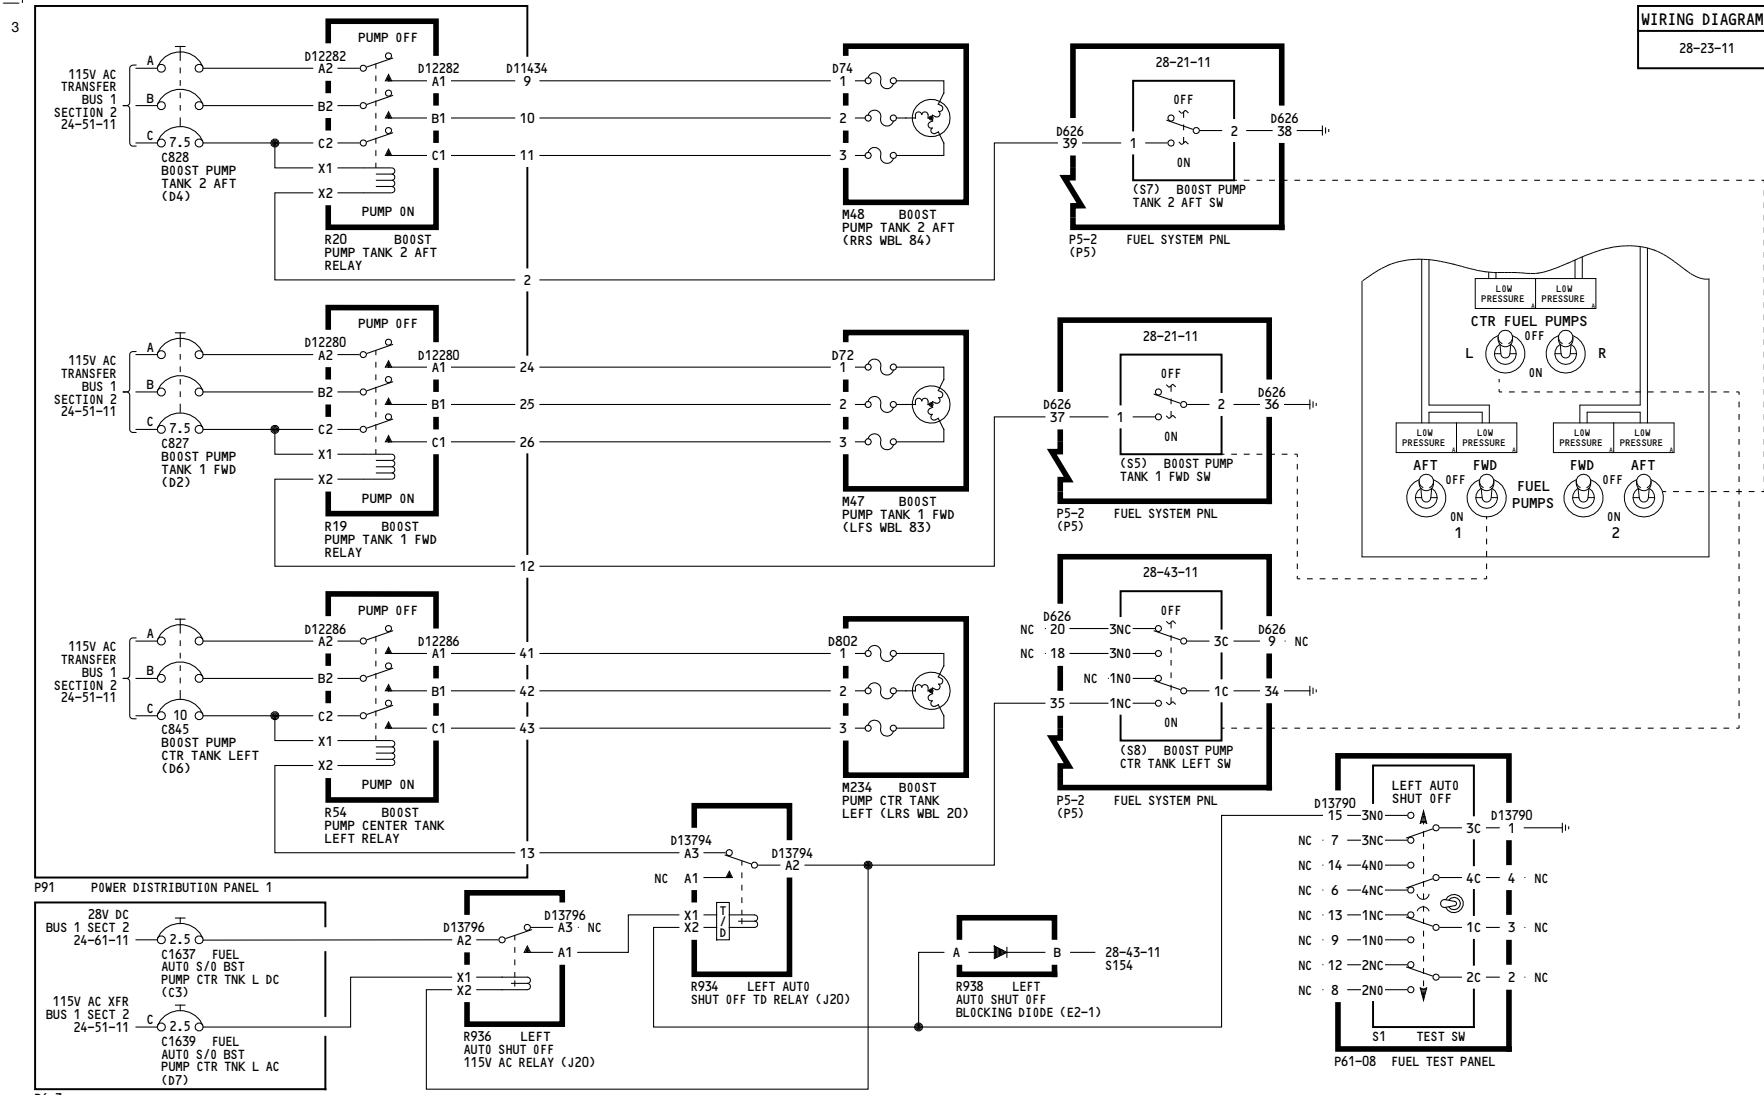 3
WIRING DIAGRAM
28-23-11
115V AC
TRANSFER
BUS 1
SECTION 2
24-51-11
A
B
C
7.5
C828
BOOST PUMP
TANK 2 AFT
(D4)
PUMP OFF
D12282
A2
B2
C2
X1
X2
D12282
A1
B1
C1
PUMP ON
R20 BOOST
PUMP TANK 2 AFT
RELAY
D11434
9
10
11
2
D74
1
2
3
M48 BOOST
PUMP TANK 2 AFT
(RRS WBL 84)
28-21-11
OFF
D626
39
1
2
D626
38
ON
(S7) BOOST PUMP
TANK 2 AFT SW
P5-2 FUEL SYSTEM PNL
(P5)
115V AC
TRANSFER
BUS 1
SECTION 2
24-51-11
A
B
C
7.5
C827
BOOST PUMP
TANK 1 FWD
(D2)
PUMP OFF
D12280
A2
B2
C2
X1
X2
D12280
A1
B1
C1
PUMP ON
R19 BOOST
PUMP TANK 1 FWD
RELAY
24
25
26
12
D72
1
2
3
M47 BOOST
PUMP TANK 1 FWD
(LFS WBL 83)
28-21-11
OFF
D626
37
1
2
D626
36
ON
(S5) BOOST PUMP
TANK 1 FWD SW
P5-2 FUEL SYSTEM PNL
(P5)
LOW
PRESSURE
A
LOW
PRESSURE
A
CTR FUEL PUMPS
OFF
L
R
ON
LOW
PRESSURE
A
LOW
PRESSURE
A
LOW
PRESSURE
A
LOW
PRESSURE
A
AFT FWD FWD AFT
OFF FUEL OFF
PUMPS
ON ON
1 2
115V AC
TRANSFER
BUS 1
SECTION 2
24-51-11
A
B
C
10
C845
BOOST PUMP
CTR TANK LEFT
(D6)
PUMP OFF
D12286
A2
B2
C2
X1
X2
D12286
A1
B1
C1
PUMP ON
R54 BOOST
PUMP CENTER TANK
LEFT RELAY
41
42
43
13
D802
1
2
3
M234 BOOST
PUMP CTR TANK
LEFT (LRS WBL 20)
28-43-11
OFF
D626
NC 20 3NC
NC 18 3NO
NC 1NO
35 1NC
3C
D626
9 NC
1C 34
ON
(S8) BOOST PUMP
CTR TANK LEFT SW
P5-2 FUEL SYSTEM PNL
(P5)
P91 POWER DISTRIBUTION PANEL 1
28V DC
BUS 1 SECT 2
24-61-11
2.5
C1637 FUEL
AUTO S/O BST
PUMP CTR TNK L DC
(C3)
115V AC XFR
BUS 1 SECT 2
24-51-11
C
2.5
C1639 FUEL
AUTO S/O BST
PUMP CTR TNK L AC
(D7)
D13796
A2
X1
X2
D13796
A3 NC
A1
R936 LEFT
AUTO SHUT OFF
115V AC RELAY (J20)
D13794
A3
NC A1
X1
X2
T/D
D13794
A2
R934 LEFT AUTO
SHUT OFF TD RELAY (J20)
A
B
28-43-11
S154
R938 LEFT
AUTO SHUT OFF
BLOCKING DIODE (E2-1)
LEFT AUTO
SHUT OFF
D13790
15 3NO
NC 7 3NC
NC 14 4NO
NC 6 4NC
NC 13 1NC
NC 9 1NO
NC 12 2NC
NC 8 2NO
D13790
3C 1
4C 4 NC
1C 3 NC
2C 2 NC
S1 TEST SW
P61-08 FUEL TEST PANEL